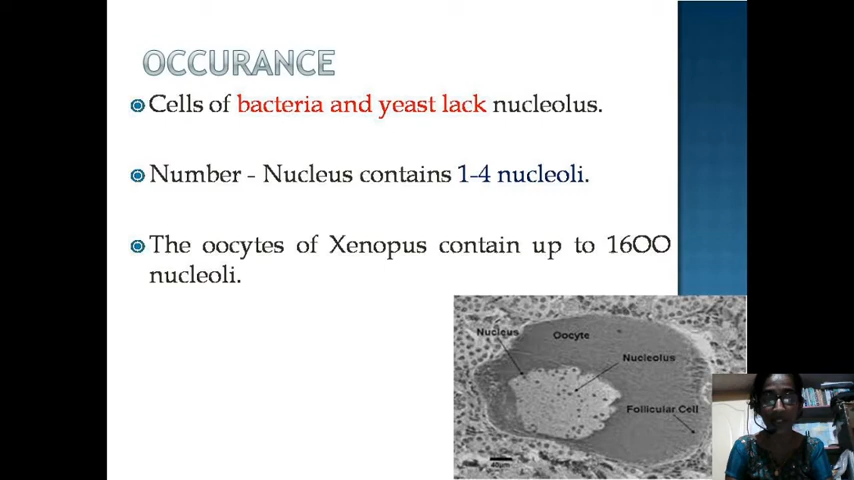 OCCURANCE
Cells of bacteria and yeast lack nucleolus.
Number - Nucleus contains 1-4 nucleoli.
The oocytes of Xenopus contain up to 1600
nucleoli.
Nucleus
Oocyte
Nucleolus
Follicular Cell
40µm